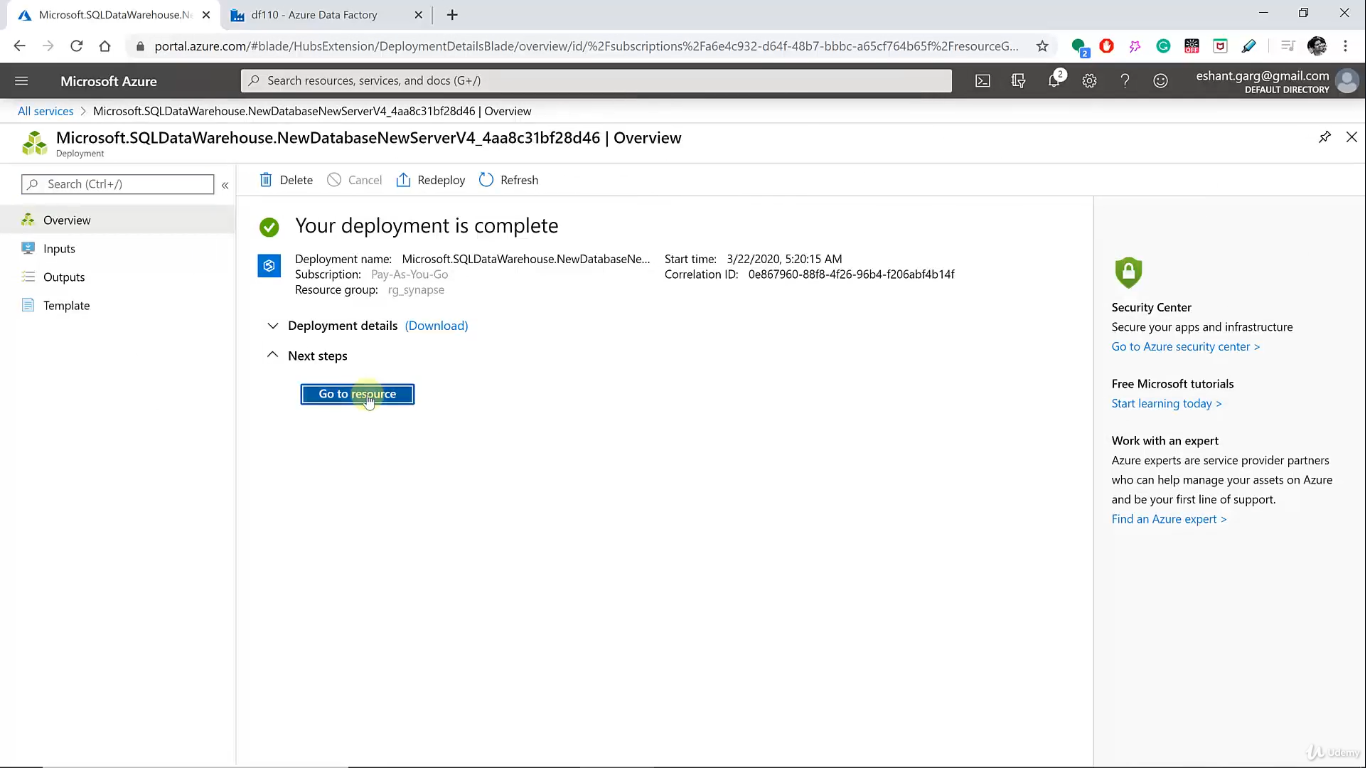 Microsoft.SQLDataWarehouse.Ne
df110 - Azure Data Factory
portal.azure.com/#blade/HubsExtension/DeploymentDetailsBlade/overview/id/%2Fsubscriptions%2Fa6e4c932-d64f-48b7-bbbc-a65cf764b65f%2FresourceG...
2
Microsoft Azure
Search resources, services, and docs (G+/)
2
eshant.garg@gmail.com
DEFAULT DIRECTORY
All services > Microsoft.SQLDataWarehouse.NewDatabaseNewServerV4_4aa8c31bf28d46 | Overview
Microsoft.SQLDataWarehouse.NewDatabaseNewServerV4_4aa8c31bf28d46 | Overview
Deployment
Search (Ctrl+/)
«
Overview
Inputs
Outputs
Template
Delete Cancel Redeploy Refresh
Your deployment is complete
Deployment name: Microsoft.SQLDataWarehouse.NewDatabaseNe...
Subscription: Pay-As-You-Go
Resource group: rg_synapse
Start time: 3/22/2020, 5:20:15 AM
Correlation ID: 0e867960-88f8-4f26-96b4-f206abf4b14f
Deployment details (Download)
Next steps
Go to resource
Security Center
Secure your apps and infrastructure
Go to Azure security center >
Free Microsoft tutorials
Start learning today >
Work with an expert
Azure experts are service provider partners
who can help manage your assets on Azure
and be your first line of support.
Find an Azure expert >
Udemy